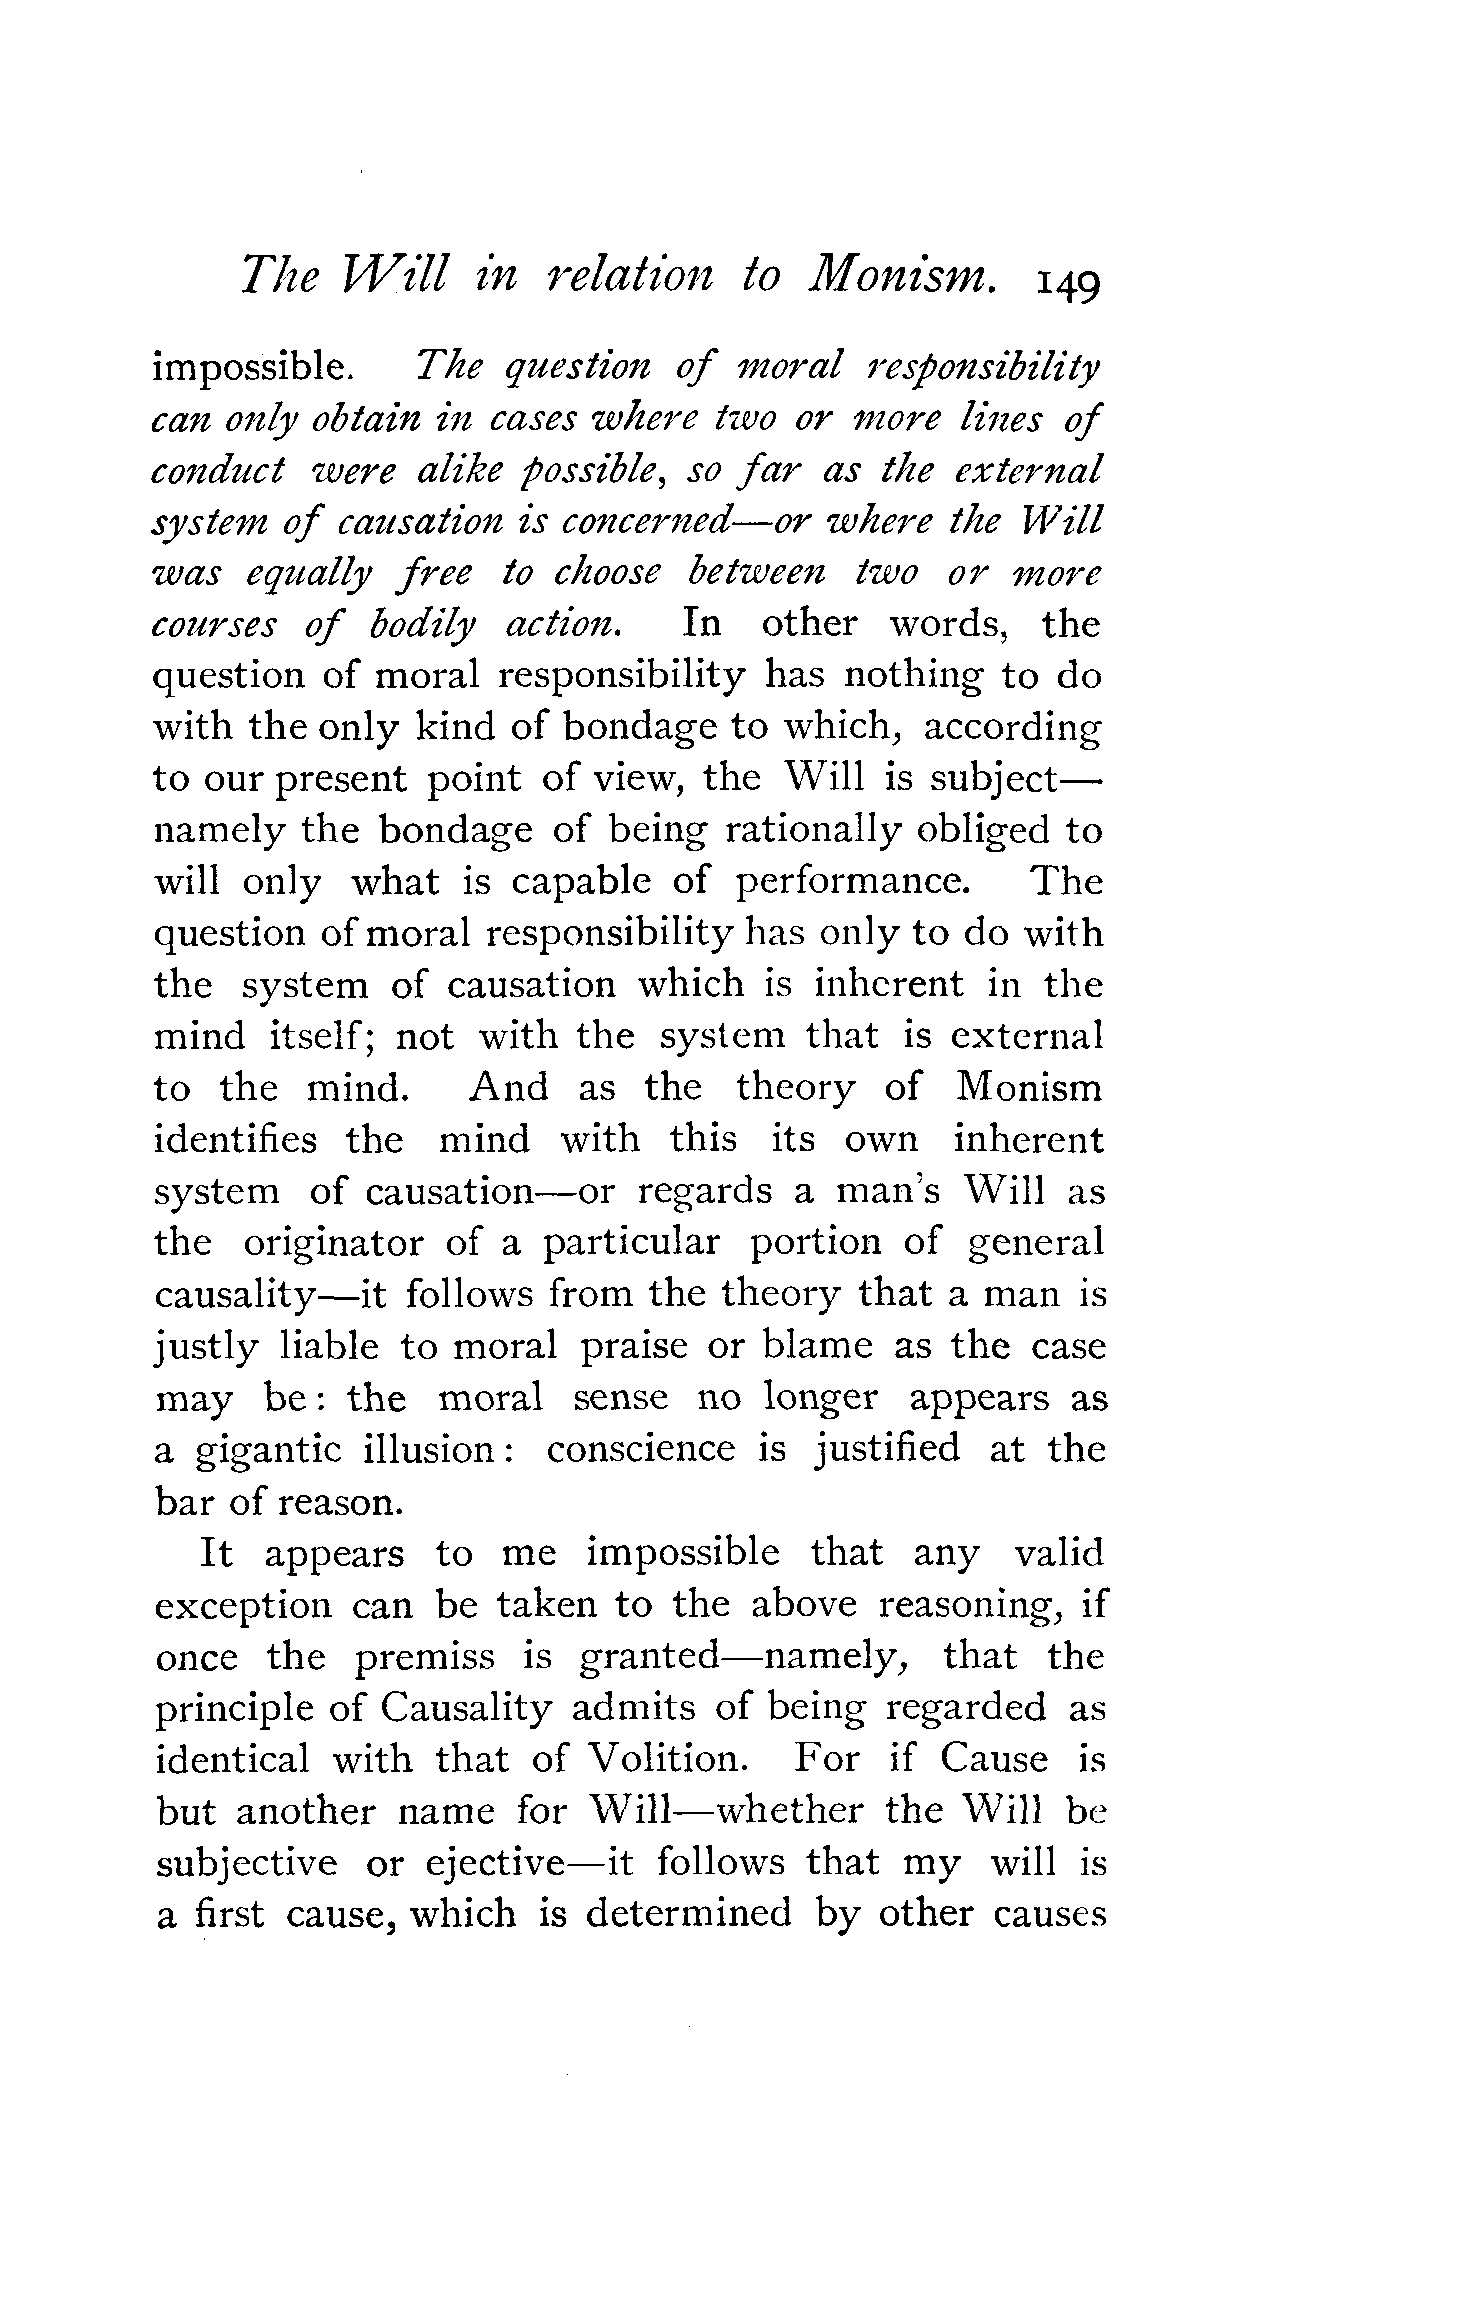 The Will in relation to Monism. 149
impossible. The question of moral responsibility
can only obtain in cases where two or more lines of
conduct were alike possible, so far as the external
system of causation is concerned—or where the Will
was equally free to choose between two or more
courses of bodily action. In other words, the
question of moral responsibility has nothing to do
with the only kind of bondage to which, according
to our present point of view, the Will is subject—
namely the bondage of being rationally obliged to
will only what is capable of performance. The
question of moral responsibility has only to do with
the system of causation which is inherent in the
mind itself; not with the system that is external
to the mind. And as the theory of Monism
identifies the mind with this its own inherent
system of causation—or regards a man's Will as
the originator of a particular portion of general
causality—it follows from the theory that a man is
justly liable to moral praise or blame as the case
may be: the moral sense no longer appears as
a gigantic illusion: conscience is justified at the
bar of reason.
It appears to me impossible that any valid
exception can be taken to the above reasoning, if
once the premiss is granted—namely, that the
principle of Causality admits of being regarded as
identical with that of Volition. For if Cause is
but another name for Will—whether the Will be
subjective or ejective—it follows that my will is
a first cause, which is determined by other causes